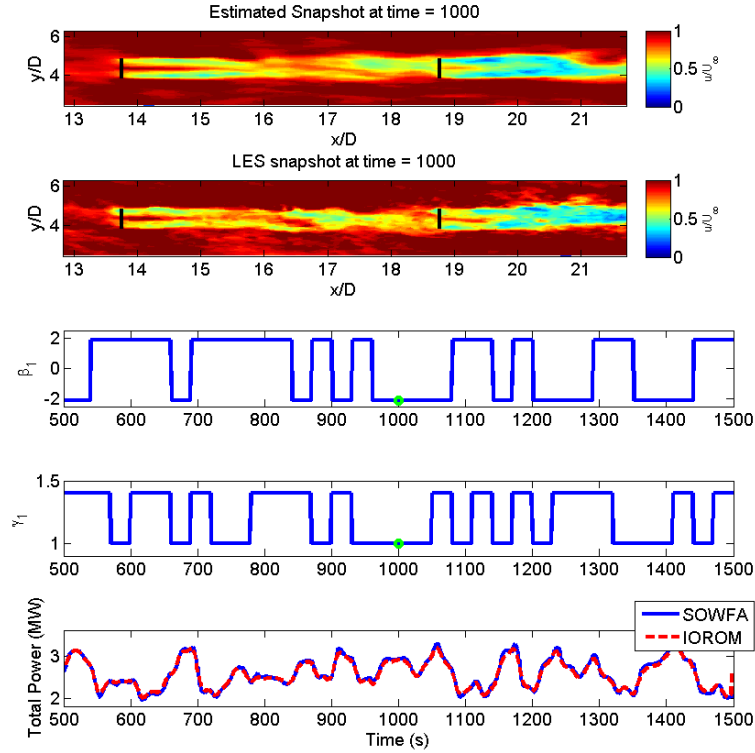 Estimated Snapshot at time = 1000
6
4
y/D
13 14 15 16 17 18 19 20 21
x/D
1
0.5
0
u/U∞
LES snapshot at time = 1000
6
4
y/D
13 14 15 16 17 18 19 20 21
x/D
1
0.5
0
u/U∞
2
0
-2
β1
500 600 700 800 900 1000 1100 1200 1300 1400 1500
1.5
1
γ1
500 600 700 800 900 1000 1100 1200 1300 1400 1500
SOWFA
IOROM
3
2
Total Power (MW)
500 600 700 800 900 1000 1100 1200 1300 1400 1500
Time (s)